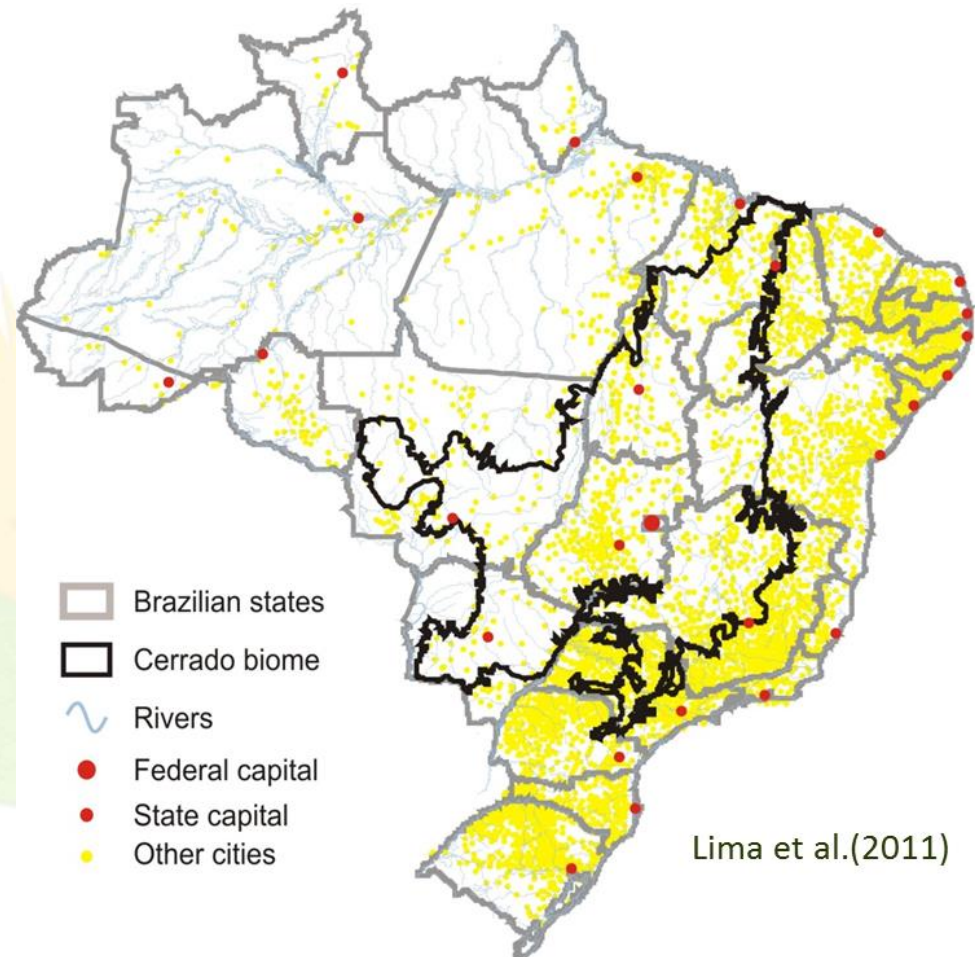 Brazilian states
Cerrado biome
Rivers
Federal capital
State capital
Other cities
Lima et al.(2011)